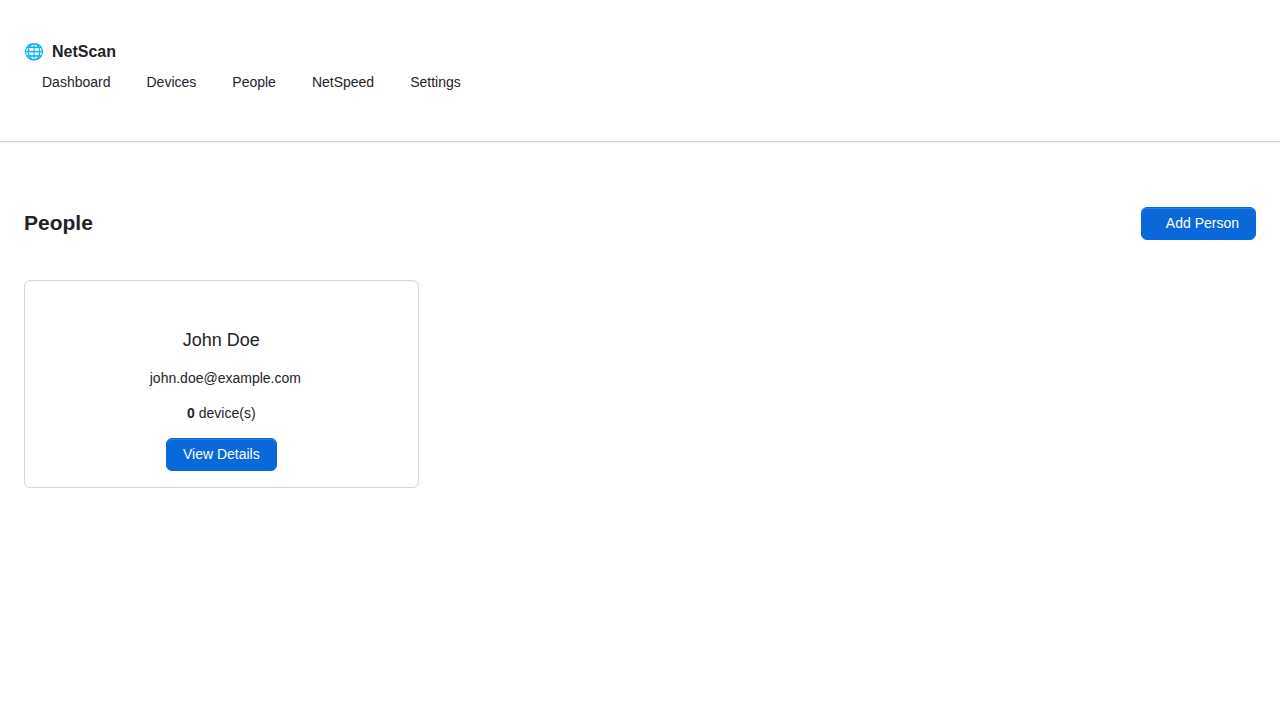 NetScan
Dashboard Devices People NetSpeed Settings
People
Add Person
John Doe
john.doe@example.com
0 device(s)
View Details